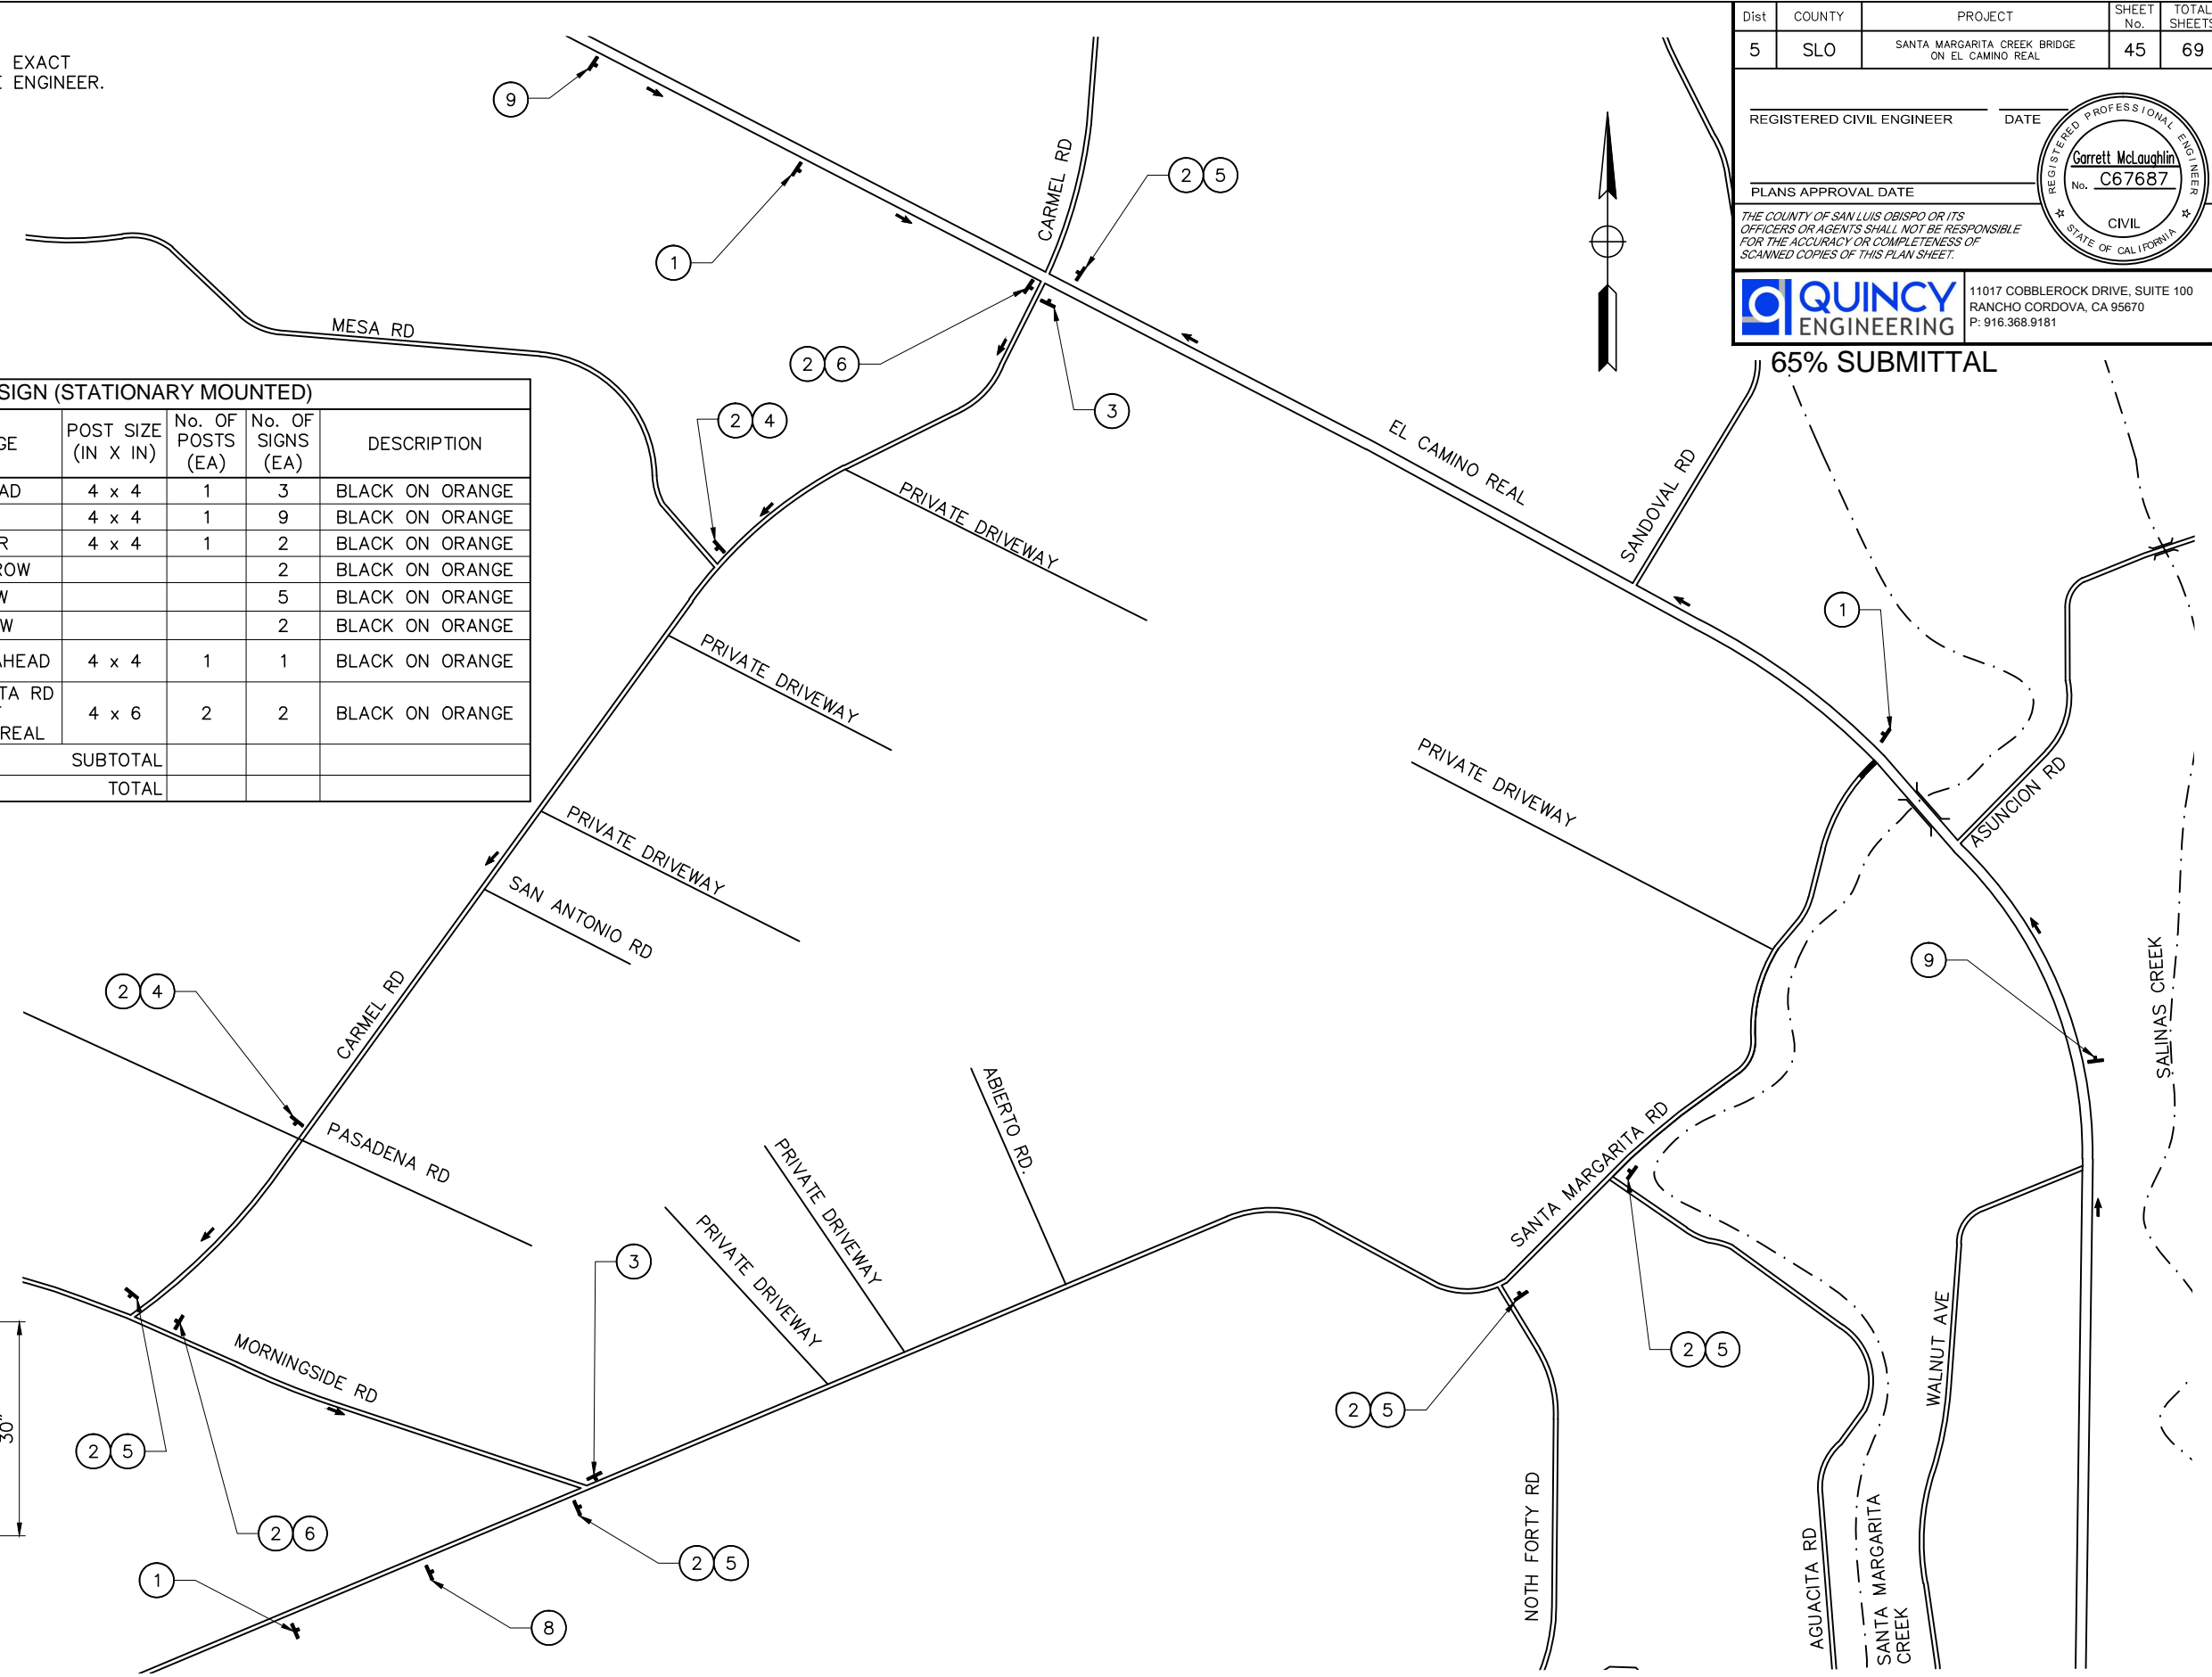 EXACT
ENGINEER.
Dist COUNTY PROJECT SHEET No. TOTAL SHEETS
5 SLO SANTA MARGARITA CREEK BRIDGE ON EL CAMINO REAL 45 69
REGISTERED CIVIL ENGINEER DATE
PLANS APPROVAL DATE
THE COUNTY OF SAN LUIS OBISPO OR ITS
OFFICERS OR AGENTS SHALL NOT BE RESPONSIBLE
FOR THE ACCURACY OR COMPLETENESS OF
SCANNED COPIES OF THIS PLAN SHEET.
REGISTERED PROFESSIONAL ENGINEER
Garrett McLaughlin
No. C67687
CIVIL
STATE OF CALIFORNIA
QUINCY
ENGINEERING
11017 COBBLEROCK DRIVE, SUITE 100
RANCHO CORDOVA, CA 95670
P: 916.368.9181
65% SUBMITTAL
9
1
CARMEL RD
2 5
MESA RD
2 6
3
2 4
EL CAMINO REAL
SANDOVAL RD
SIGN (STATIONARY MOUNTED)
GE POST SIZE (IN X IN) No. OF POSTS (EA) No. OF SIGNS (EA) DESCRIPTION
AD 4 x 4 1 3 BLACK ON ORANGE
4 x 4 1 9 BLACK ON ORANGE
R 4 x 4 1 2 BLACK ON ORANGE
ROW 2 BLACK ON ORANGE
W 5 BLACK ON ORANGE
W 2 BLACK ON ORANGE
AHEAD 4 x 4 1 1 BLACK ON ORANGE
TA RD
REAL 4 x 6 2 2 BLACK ON ORANGE
SUBTOTAL
TOTAL
PRIVATE DRIVEWAY
1
PRIVATE DRIVEWAY
PRIVATE DRIVEWAY
ASUNCION RD
PRIVATE DRIVEWAY
SAN ANTONIO RD
9
SALINAS CREEK
2 4
CARMEL RD
PASADENA RD
ABIERTO RD.
PRIVATE DRIVEWAY
PRIVATE DRIVEWAY
SANTA MARGARITA RD
3
MORNINGSIDE RD
2 5
2 5
2 5
WALNUT AVE
30"
2 6
2 5
1
8
NOTH FORTY RD
AGUACITA RD
SANTA MARGARITA
CREEK